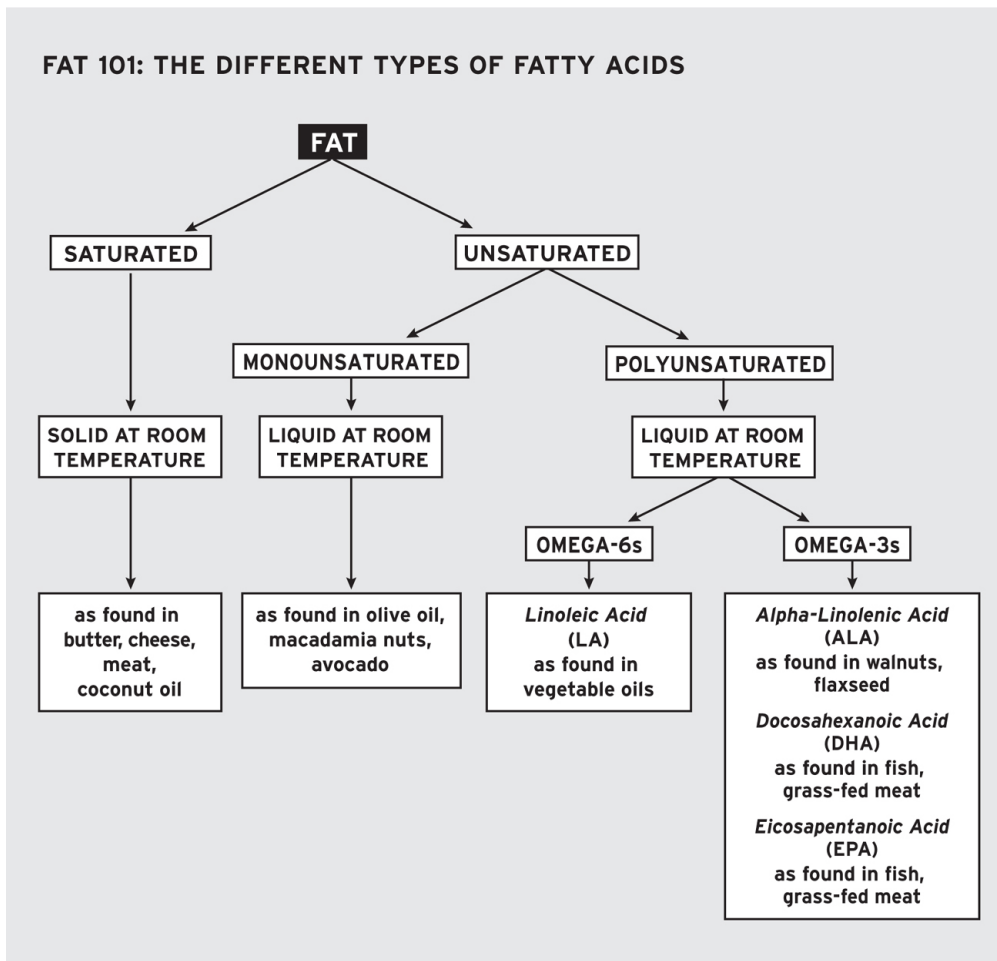 FAT 101: THE DIFFERENT TYPES OF FATTY ACIDS
FAT
SATURATED
UNSATURATED
MONOUNSATURATED
POLYUNSATURATED
SOLID AT ROOM
TEMPERATURE
LIQUID AT ROOM
TEMPERATURE
LIQUID AT ROOM
TEMPERATURE
OMEGA-6s
OMEGA-3s
as found in
butter, cheese,
meat,
coconut oil
as found in olive oil,
macadamia nuts,
avocado
Linoleic Acid
(LA)
as found in
vegetable oils
Alpha-Linolenic Acid
(ALA)
as found in walnuts,
flaxseed
Docosahexanoic Acid
(DHA)
as found in fish,
grass-fed meat
Eicosapentanoic Acid
(EPA)
as found in fish,
grass-fed meat